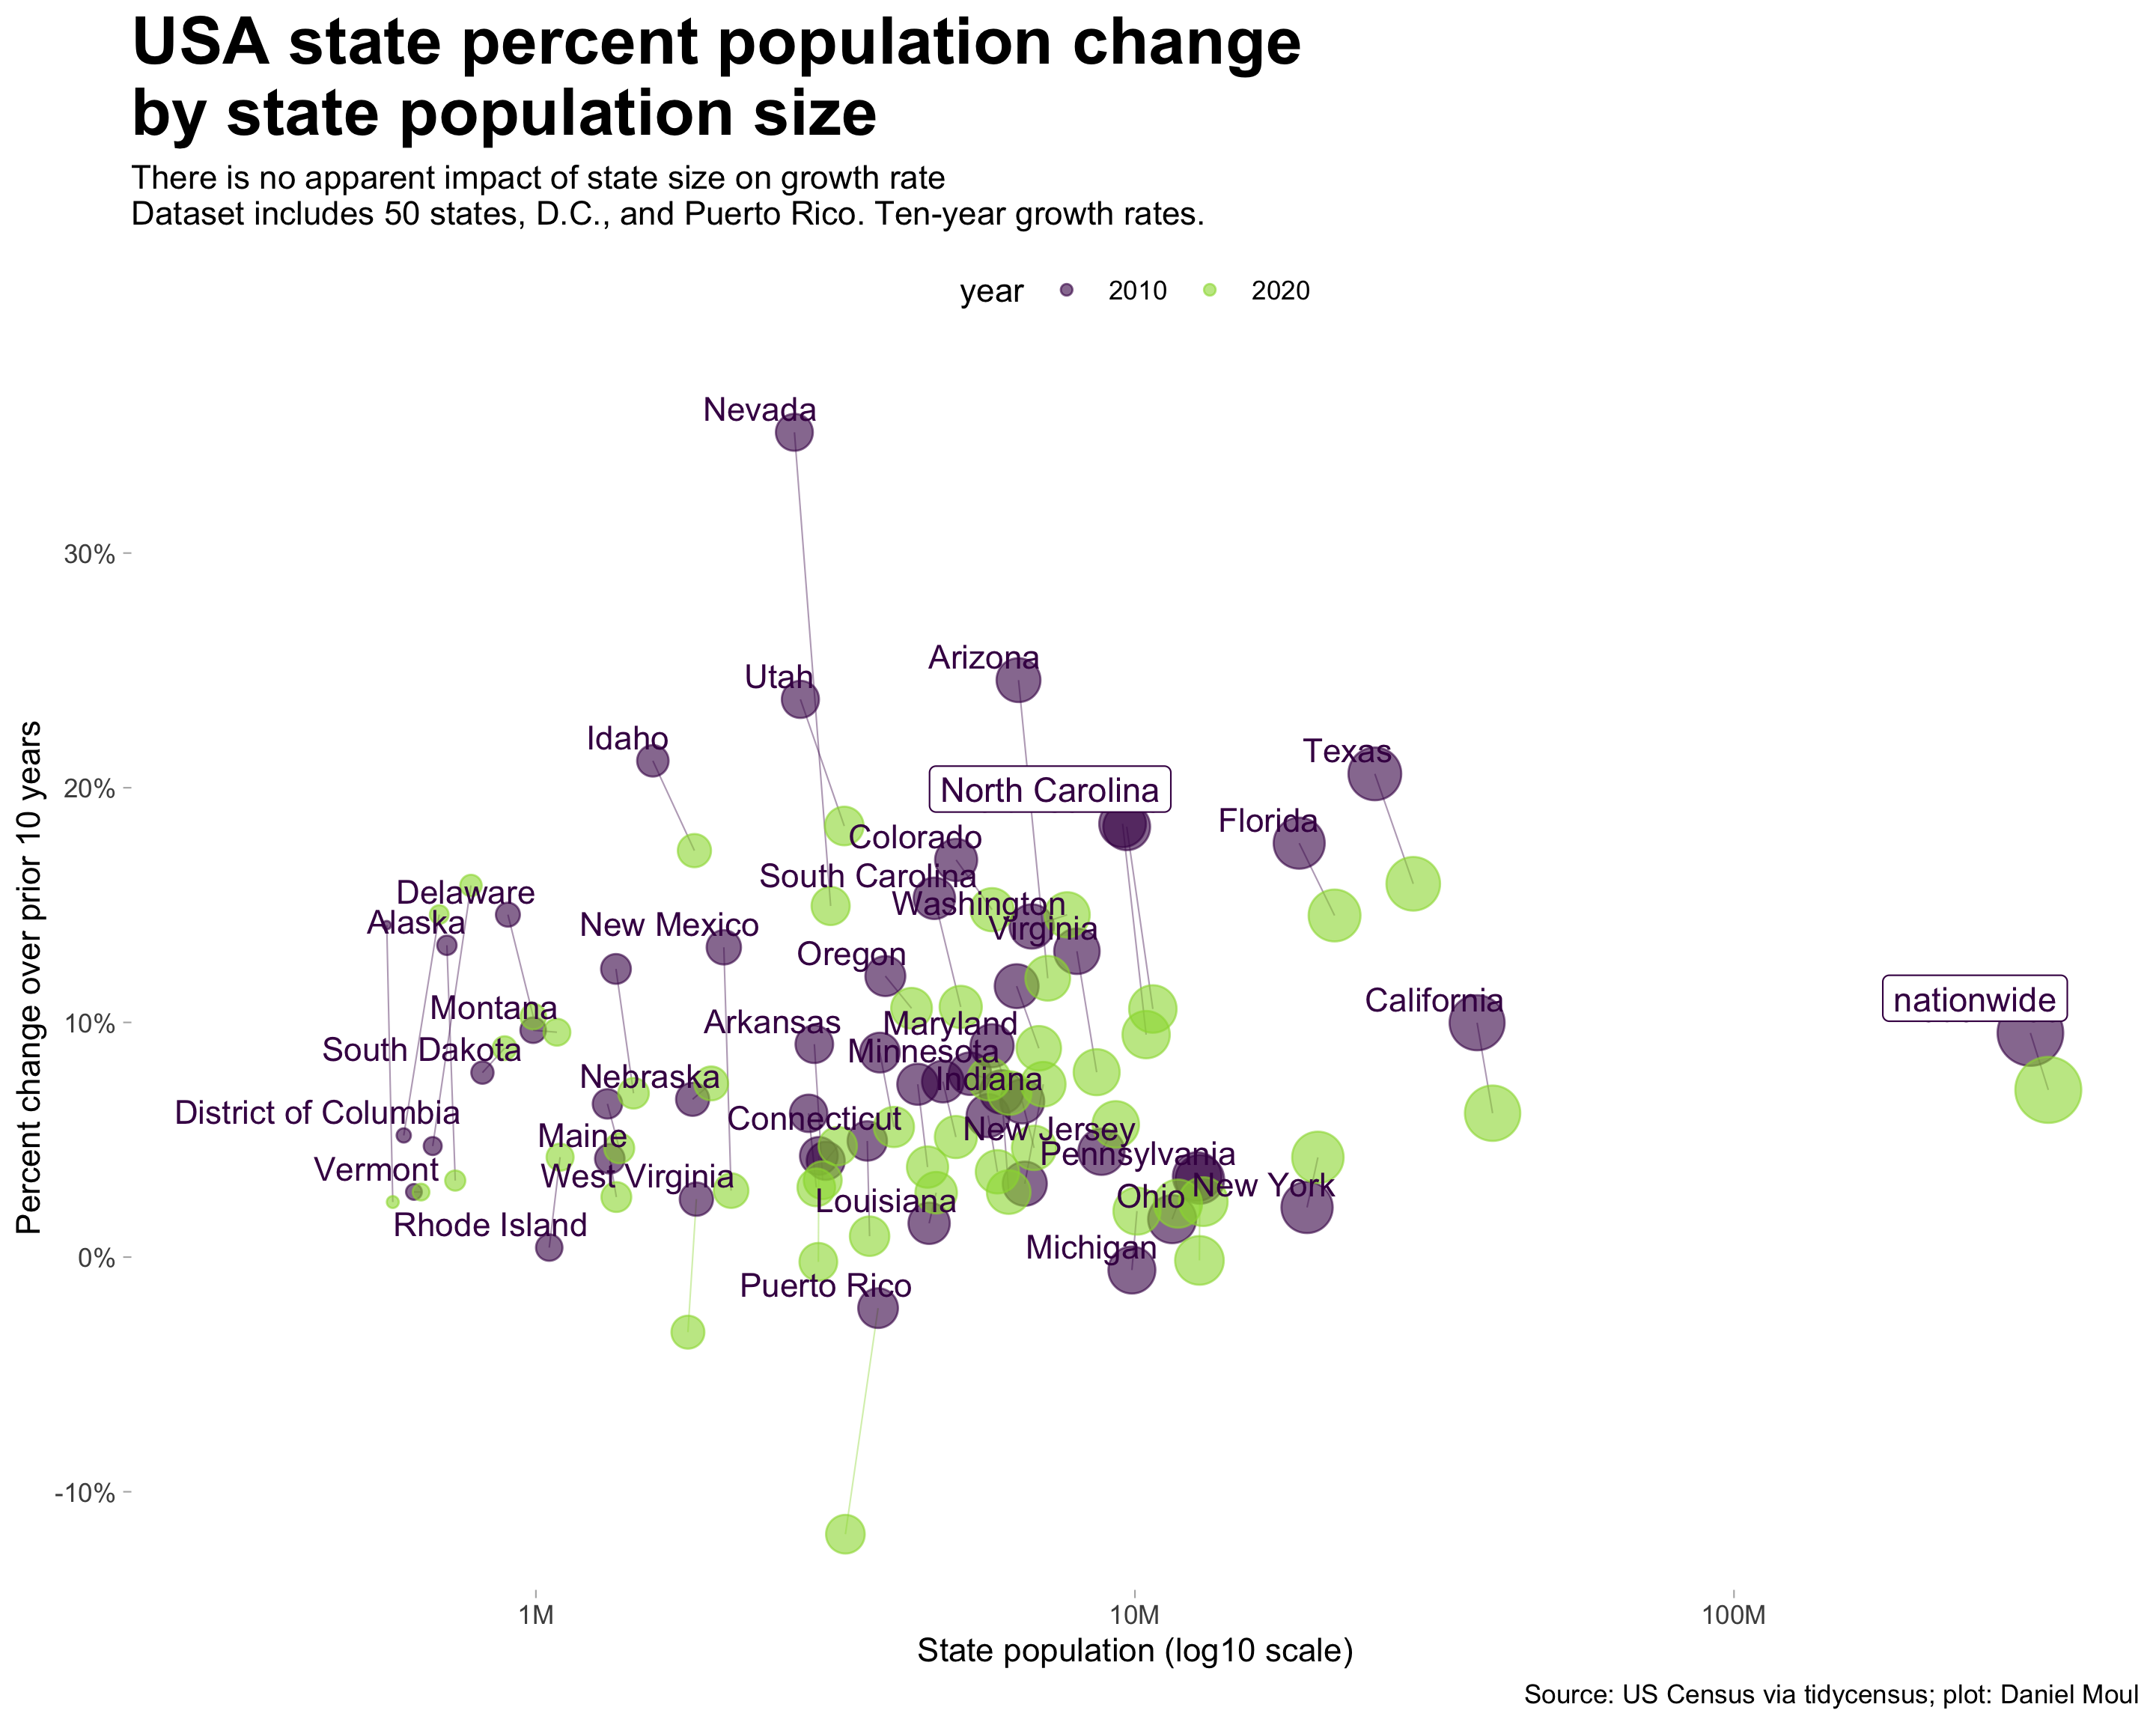 USA state percent population change
by state population size
There is no apparent impact of state size on growth rate
Dataset includes 50 states, D.C., and Puerto Rico. Ten-year growth rates.
year 2010 2020
Nevada
30%
Arizona
Utah
Idaho
Texas
20%
North Carolina
Florida
Colorado
South Carolina
Delaware
Washington
Alaska
New Mexico
Virginia
Oregon
10%
Montana
Arkansas
Maryland
California
nationwide
South Dakota
Minnesota
Nebraska
Indiana
District of Columbia
Connecticut
Maine
New Jersey
Pennsylvania
Vermont
West Virginia
New York
Louisiana
Ohio
Rhode Island
0%
Michigan
Puerto Rico
-10%
Percent change over prior 10 years
1M 10M 100M
State population (log10 scale)
Source: US Census via tidycensus; plot: Daniel Moul